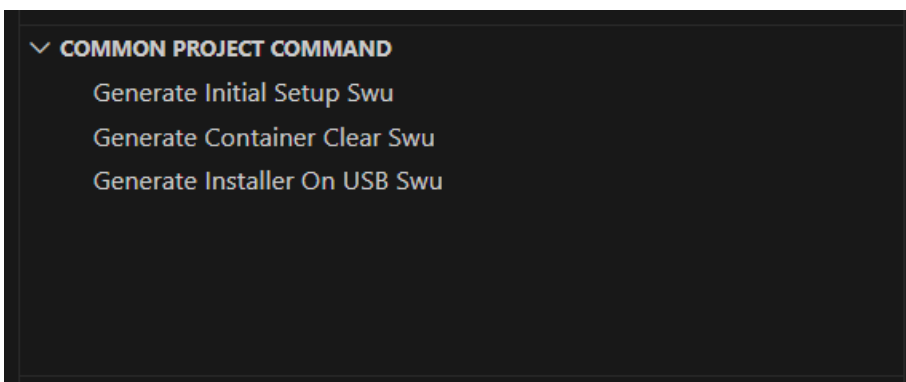 COMMON PROJECT COMMAND
Generate Initial Setup Swu
Generate Container Clear Swu
Generate Installer On USB Swu